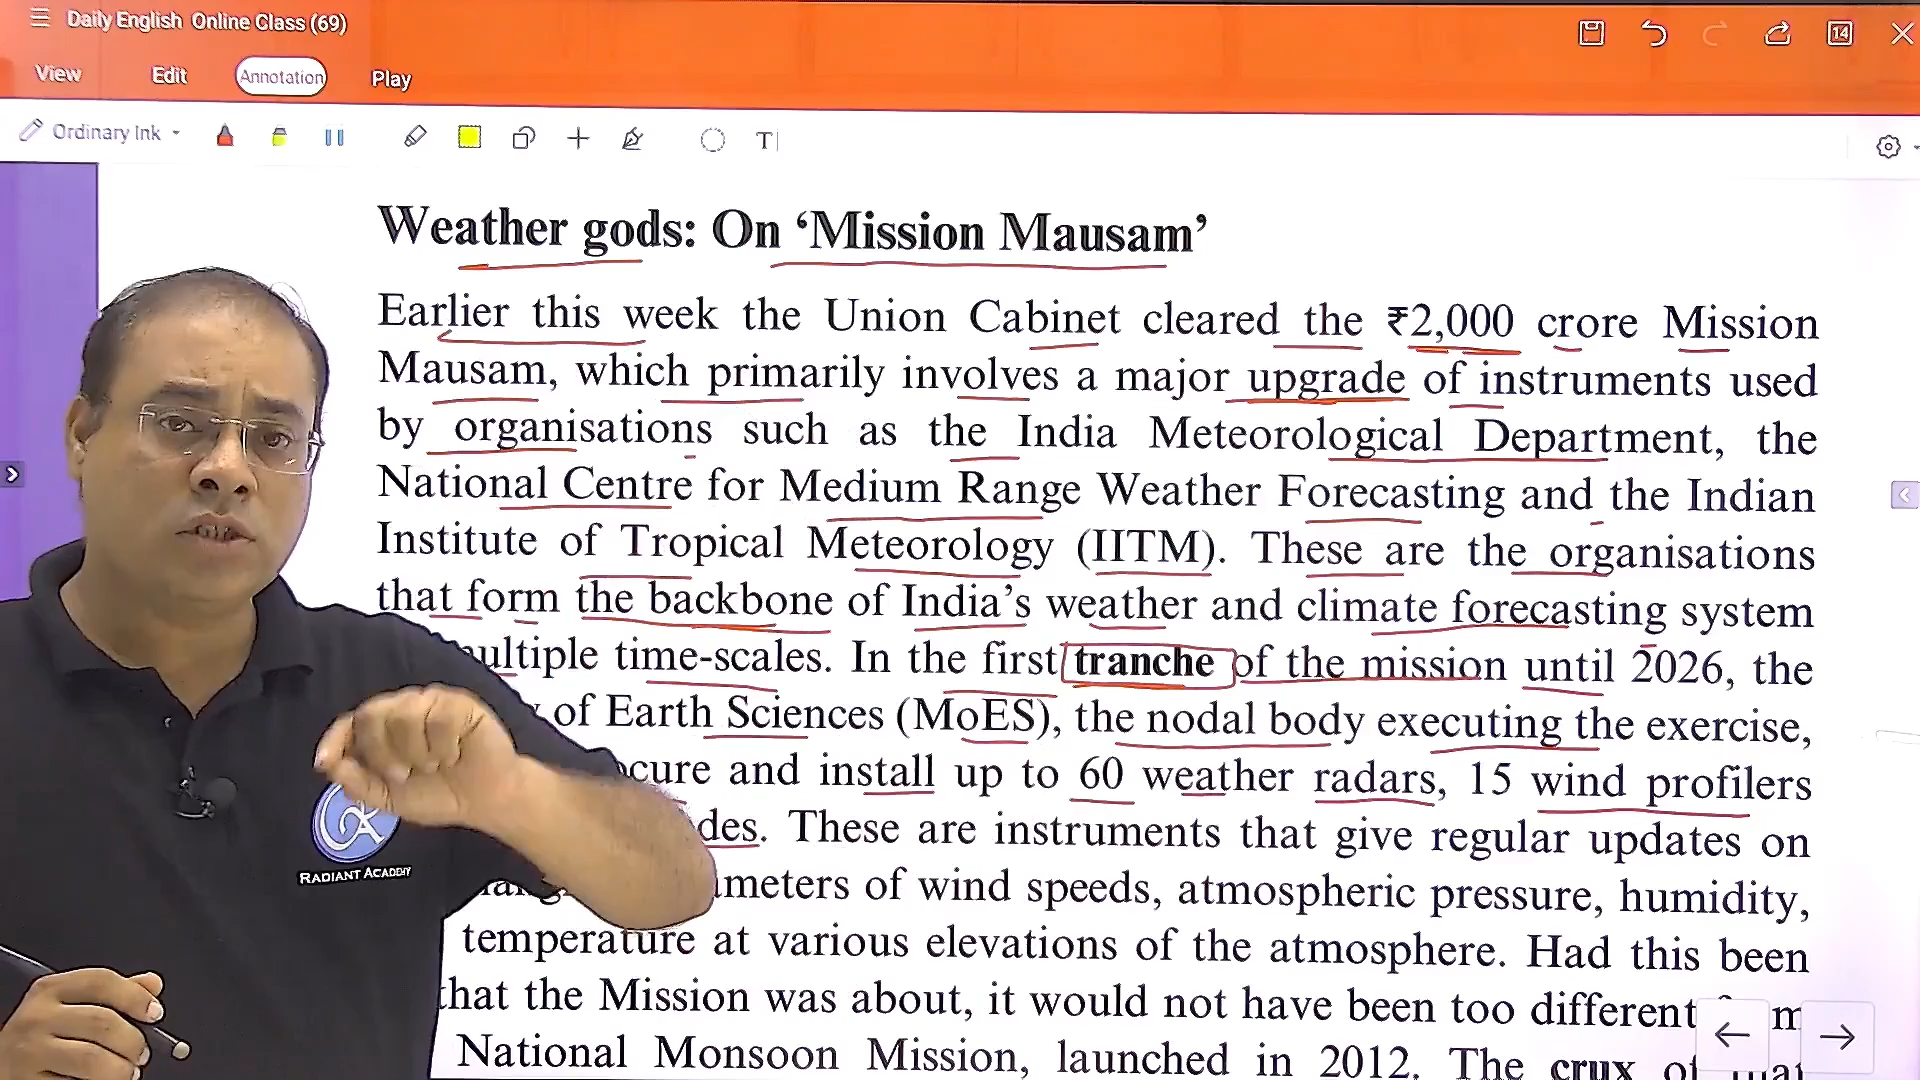 Daily English Online Class (69)
14
View Edit Annotation Play
Ordinary Ink
Weather gods: On ‘Mission Mausam’
Earlier this week the Union Cabinet cleared the ₹2,000 crore Mission
Mausam, which primarily involves a major upgrade of instruments used
by organisations such as the India Meteorological Department, the
National Centre for Medium Range Weather Forecasting and the Indian
Institute of Tropical Meteorology (IITM). These are the organisations
that form the backbone of India’s weather and climate forecasting system
multiple time-scales. In the first tranche of the mission until 2026, the
of Earth Sciences (MoES), the nodal body executing the exercise,
and install up to 60 weather radars, 15 wind profilers
These are instruments that give regular updates on
of wind speeds, atmospheric pressure, humidity,
temperature at various elevations of the atmosphere. Had this been
that the Mission was about, it would not have been too different
National Monsoon Mission, launched in 2012. The crux of that
RADIANT ACADEMY